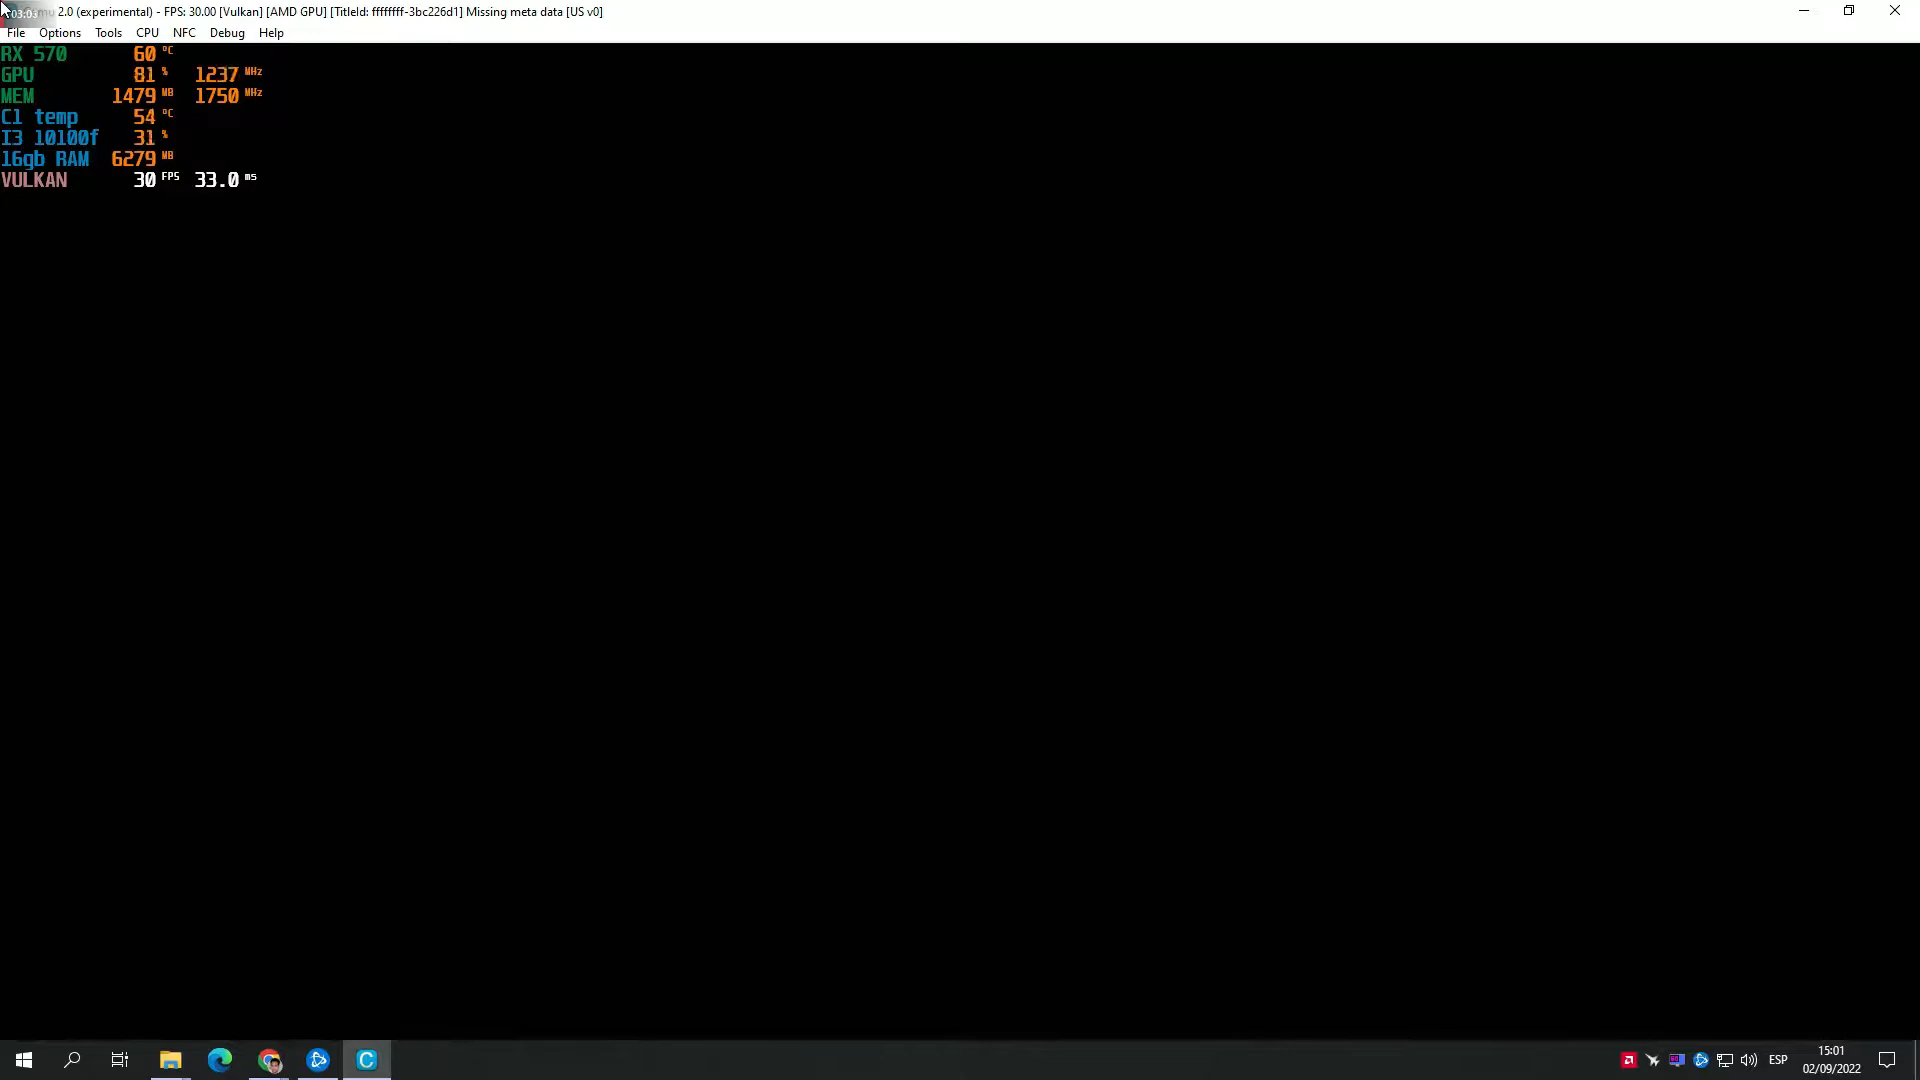 2.0 (experimental) - FPS: 30.00 [Vulkan] [AMD GPU] [TitleId: ffffffff-3bc226d1] Missing meta data [US v0]
File Options Tools CPU NFC Debug Help
RX 570 60 °C
GPU 81 % 1237 MHz
MEM 1479 MB 1750 MHz
C1 temp 54 °C
I3 10100f 31 %
16gb RAM 6279 MB
VULKAN 30 FPS 33.0 ms
ESP
15:01
02/09/2022